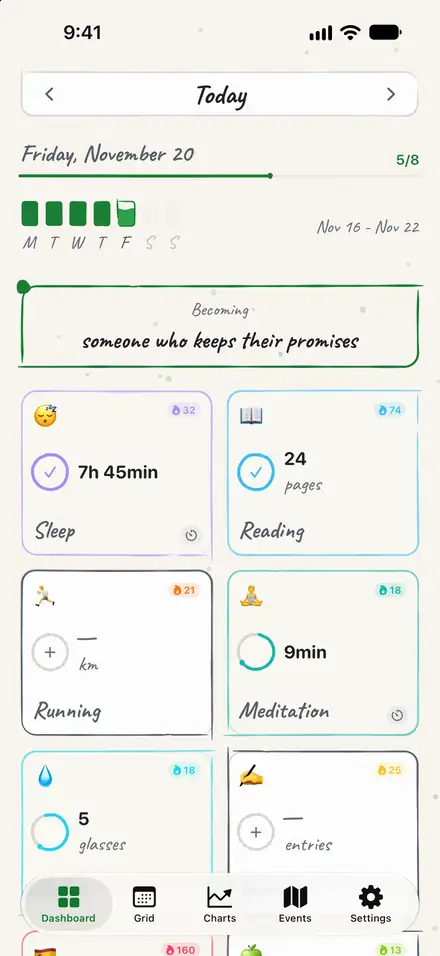 9:41
Today
Friday, November 20
5/8
M T W T F S S
Nov 16 - Nov 22
Becoming
someone who keeps their promises
32
7h 45min
Sleep
74
24
pages
Reading
21
—
km
Running
18
9min
Meditation
18
5
glasses
25
—
entries
Dashboard
Grid
Charts
Events
Settings
160
13